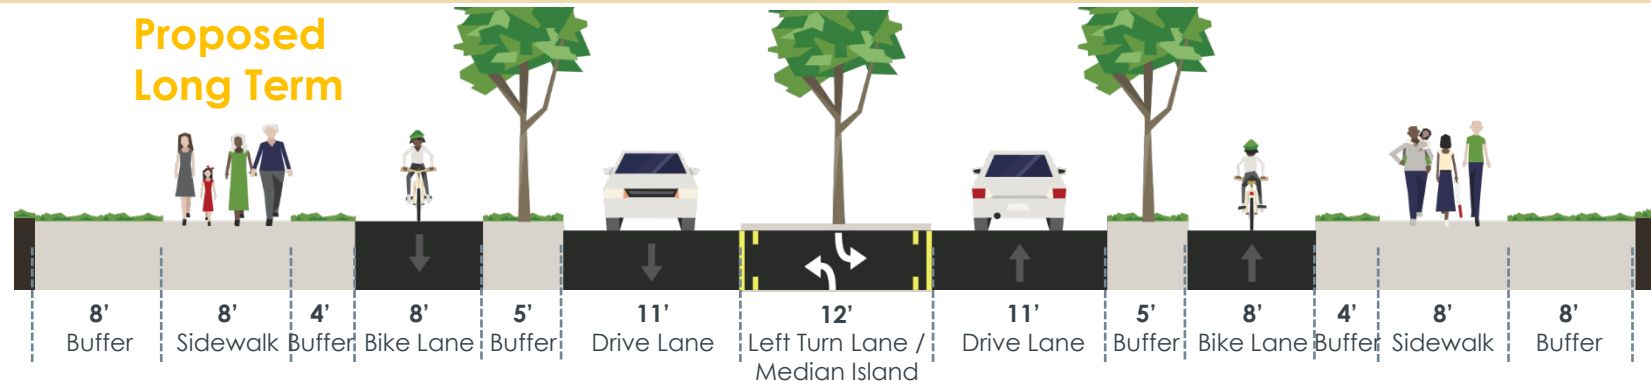 Proposed
Long Term
8’ 8’ 4’ 8’ 5’ 11’ 12’ 11’ 5’ 8’ 4’ 8’ 8’
Buffer Sidewalk Buffer Bike Lane Buffer Drive Lane Left Turn Lane / Drive Lane Buffer Bike Lane Buffer Sidewalk Buffer
Median Island